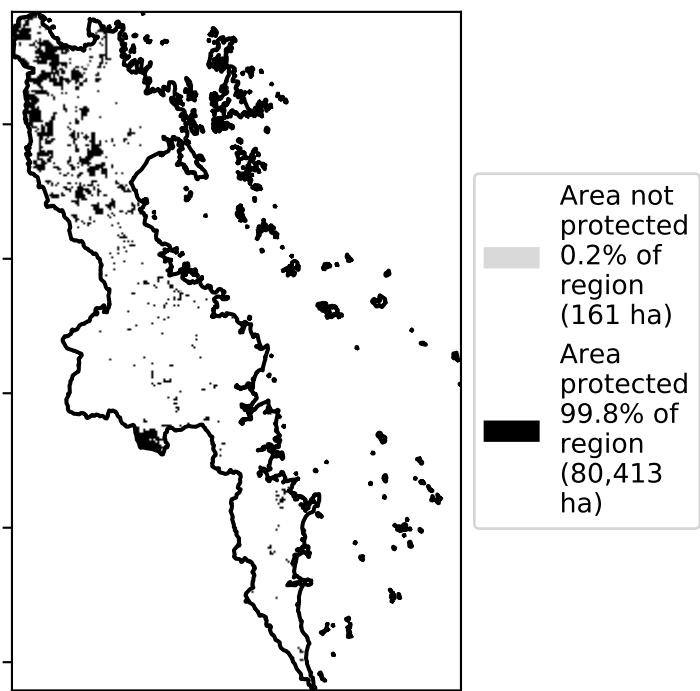 Area not
protected
0.2% of
region
(161 ha)
Area
protected
99.8% of
region
(80,413
ha)